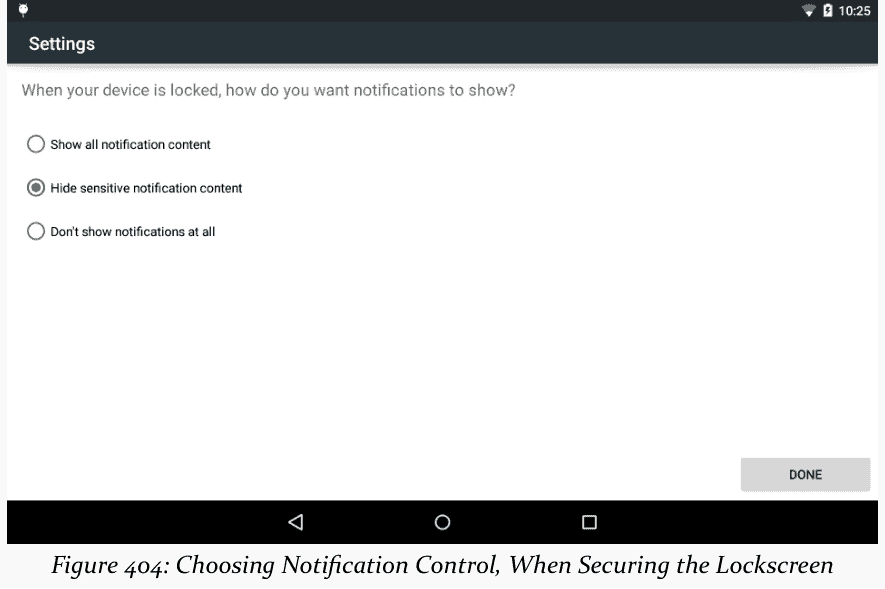 10:25
Settings
When your device is locked, how do you want notifications to show?
Show all notification content
Hide sensitive notification content
Don't show notifications at all
DONE
Figure 404: Choosing Notification Control, When Securing the Lockscreen